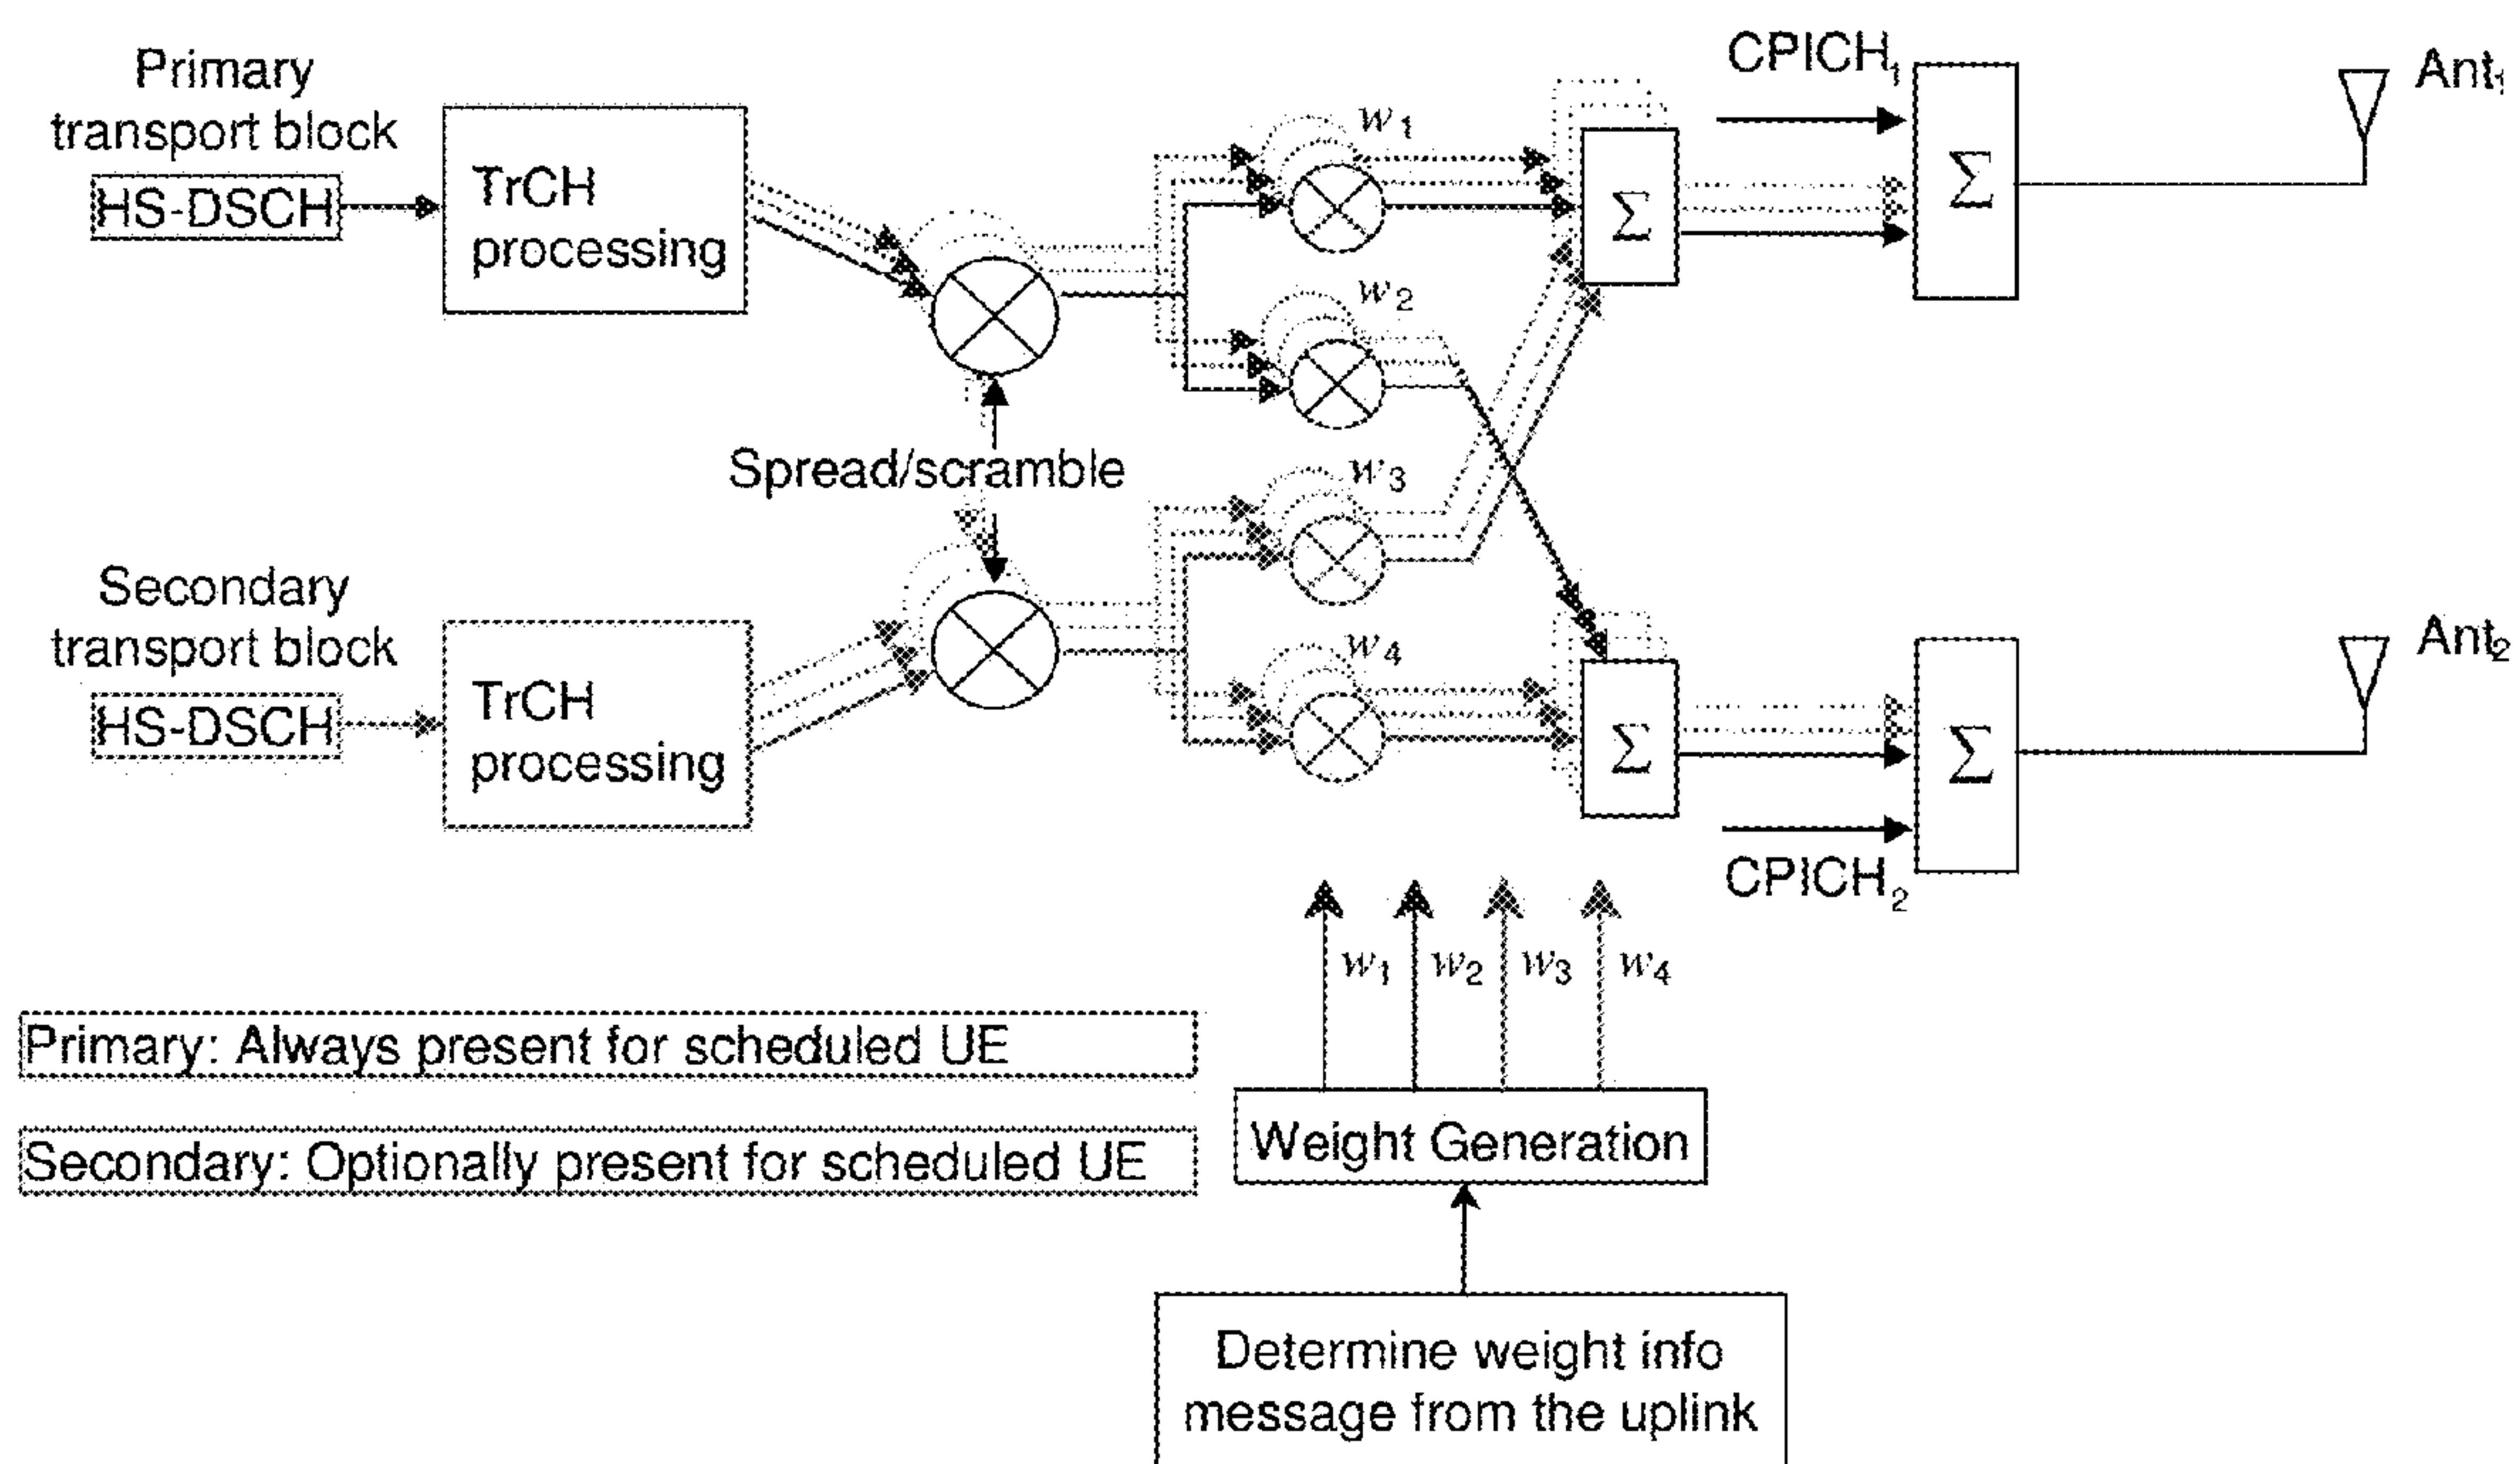 Primary
transport block
HS-DSCH
TrCH
processing
Spread/scramble
Secondary
transport block
HS-DSCH
TrCH
processing
w1
w2
w3
w4
Σ
Σ
CPICH1
Σ
Ant1
Σ
Ant2
CPICH2
w1 w2 w3 w4
Primary: Always present for scheduled UE
Secondary: Optionally present for scheduled UE
Weight Generation
Determine weight info
message from the uplink